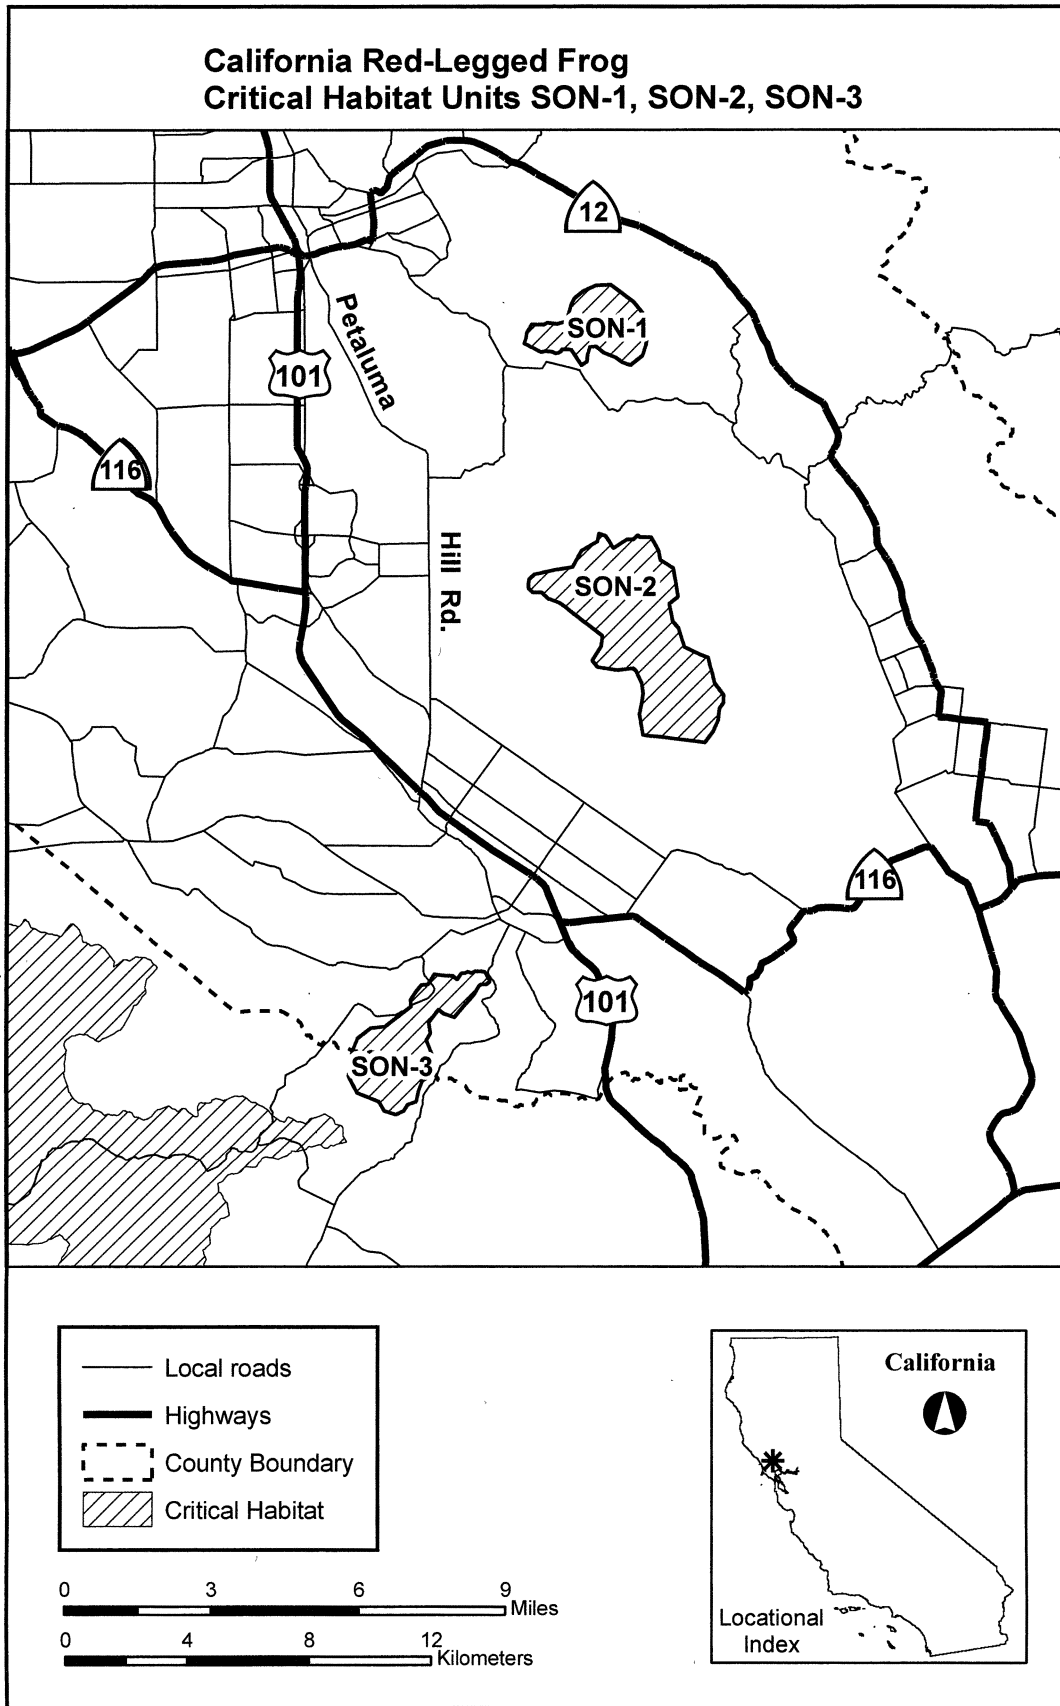 California Red-Legged Frog
Critical Habitat Units SON-1, SON-2, SON-3
12
SON-1
Petaluma
101
116
Hill Rd.
SON-2
116
101
SON-3
Local roads
Highways
County Boundary
Critical Habitat
California
0 3 6 9
Miles
0 4 8 12
Kilometers
Locational
Index